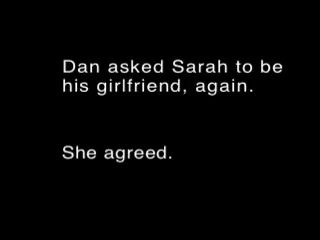 Dan asked Sarah to be
his girlfriend, again.
She agreed.